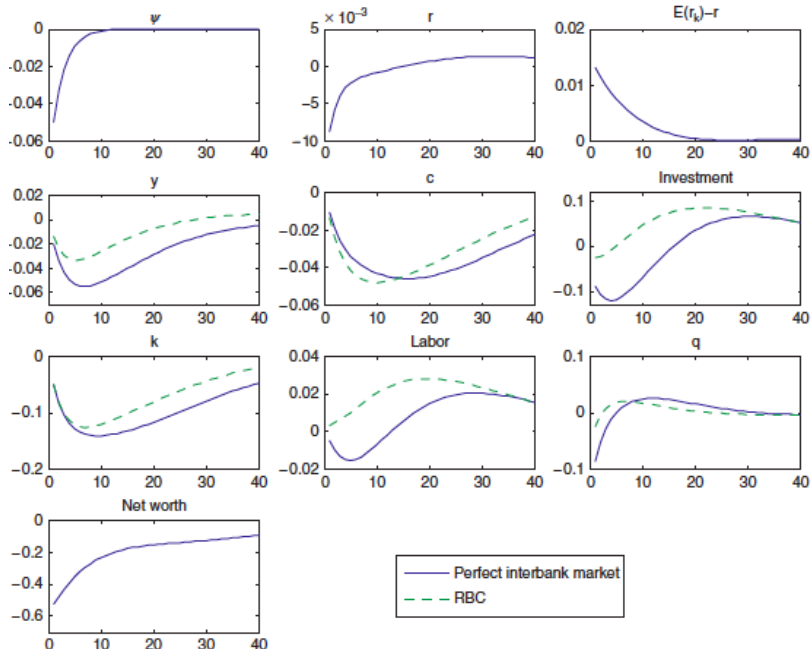 ψ
r
E(rk)−r
0
-0.02
-0.04
-0.06
0 10 20 30 40
× 10−3
5
0
−5
−10
0 10 20 30 40
0.02
0.01
0
0 10 20 30 40
y
c
Investment
0.02
0
-0.02
-0.04
-0.06
0 10 20 30 40
0
−0.02
−0.04
−0.06
0 10 20 30 40
0.1
0
−0.1
0 10 20 30 40
k
Labor
q
0
−0.1
−0.2
0 10 20 30 40
0.04
0.02
0
−0.02
0 10 20 30 40
0.1
0
−0.1
0 10 20 30 40
Net worth
0
−0.2
−0.4
−0.6
0 10 20 30 40
Perfect interbank market
RBC